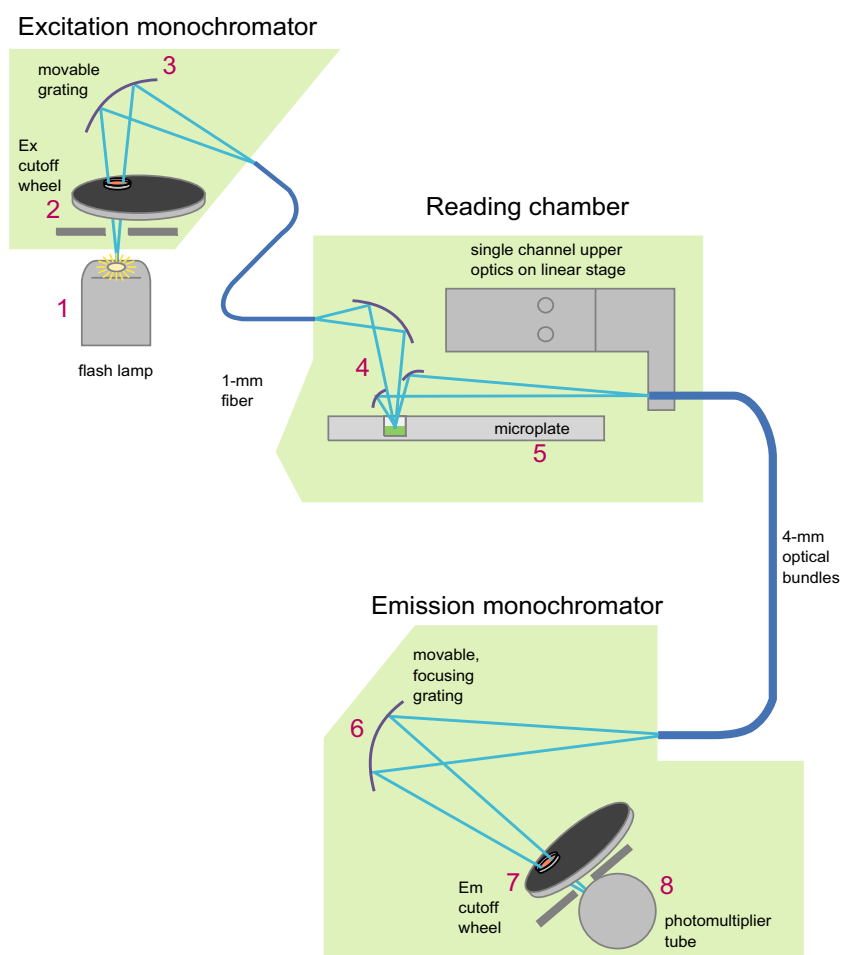 Excitation monochromator
3
movable
grating
Ex
cutoff
wheel
2
1
flash lamp
1-mm
fiber
Reading chamber
single channel upper
optics on linear stage
4
microplate
5
4-mm
optical
bundles
Emission monochromator
movable,
focusing
grating
6
7
Em
cutoff
wheel
8
photomultiplier
tube